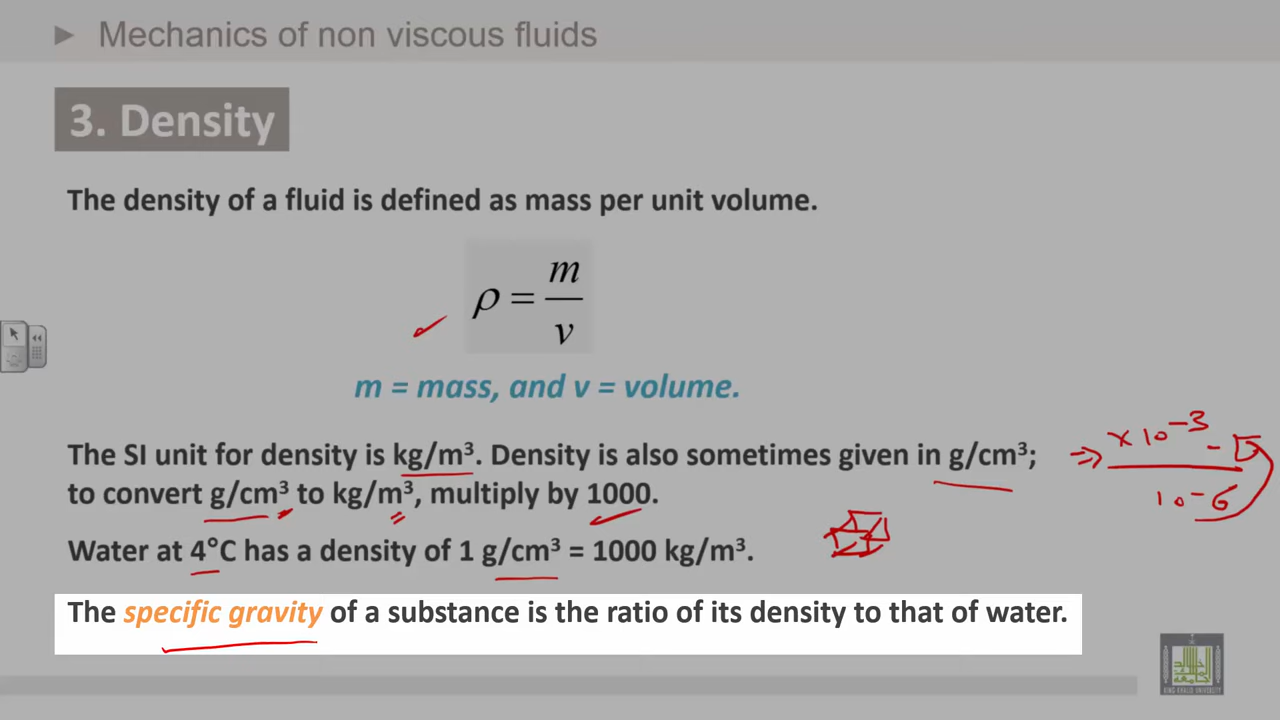 Mechanics of non viscous fluids
3. Density
The density of a fluid is defined as mass per unit volume.
ρ = m/v
m = mass, and v = volume.
The SI unit for density is kg/m³. Density is also sometimes given in g/cm³;
to convert g/cm³ to kg/m³, multiply by 1000.
⇒ ×10⁻³
10⁻⁶
Water at 4°C has a density of 1 g/cm³ = 1000 kg/m³.
The specific gravity of a substance is the ratio of its density to that of water.
KING KHALID UNIVERSITY